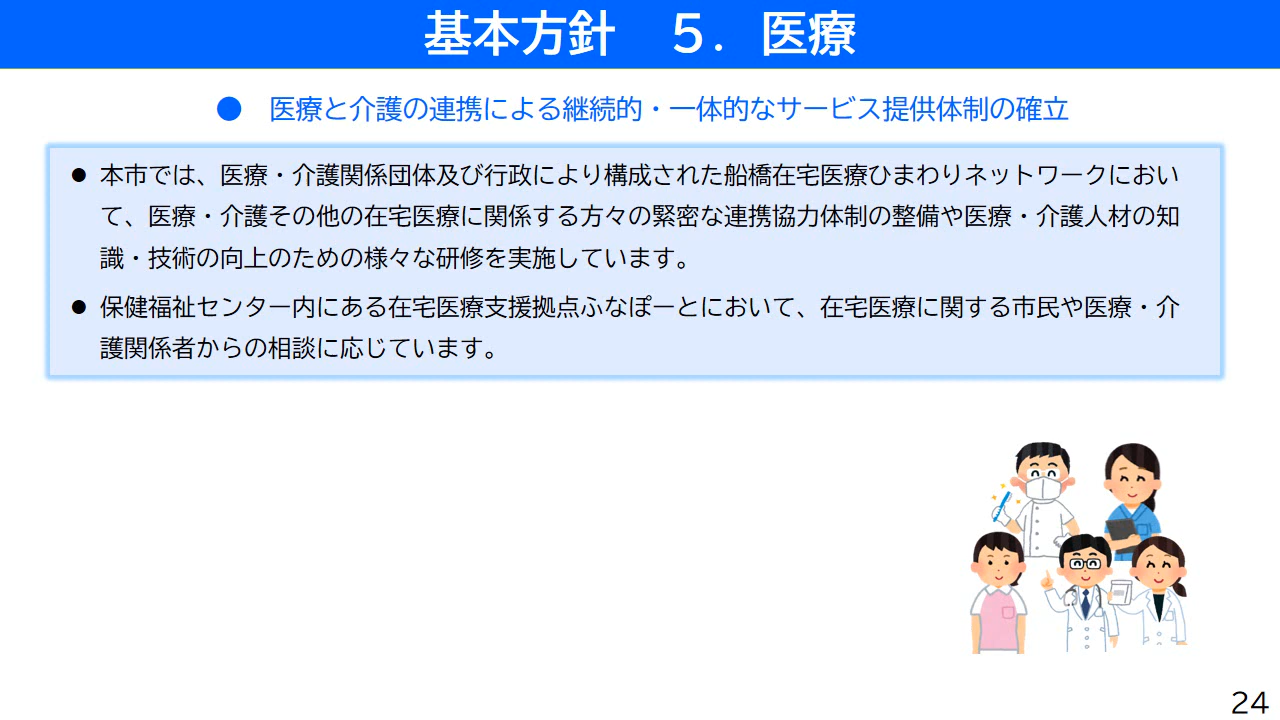 基本方針　５．医療
●　医療と介護の連携による継続的・一体的なサービス提供体制の確立
● 本市では、医療・介護関係団体及び行政により構成された船橋在宅医療ひまわりネットワークにおい
て、医療・介護その他の在宅医療に関係する方々の緊密な連携協力体制の整備や医療・介護人材の知
識・技術の向上のための様々な研修を実施しています。
● 保健福祉センター内にある在宅医療支援拠点ふなぽーとにおいて、在宅医療に関する市民や医療・介
護関係者からの相談に応じています。
24